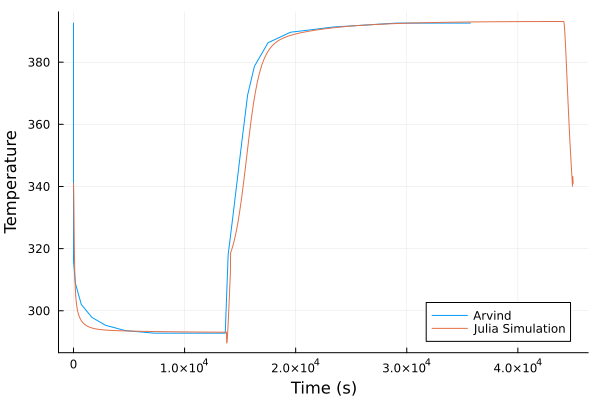 Temperature
380
360
340
320
300
0
1.0×10⁴
2.0×10⁴
3.0×10⁴
4.0×10⁴
Time (s)
Arvind
Julia Simulation